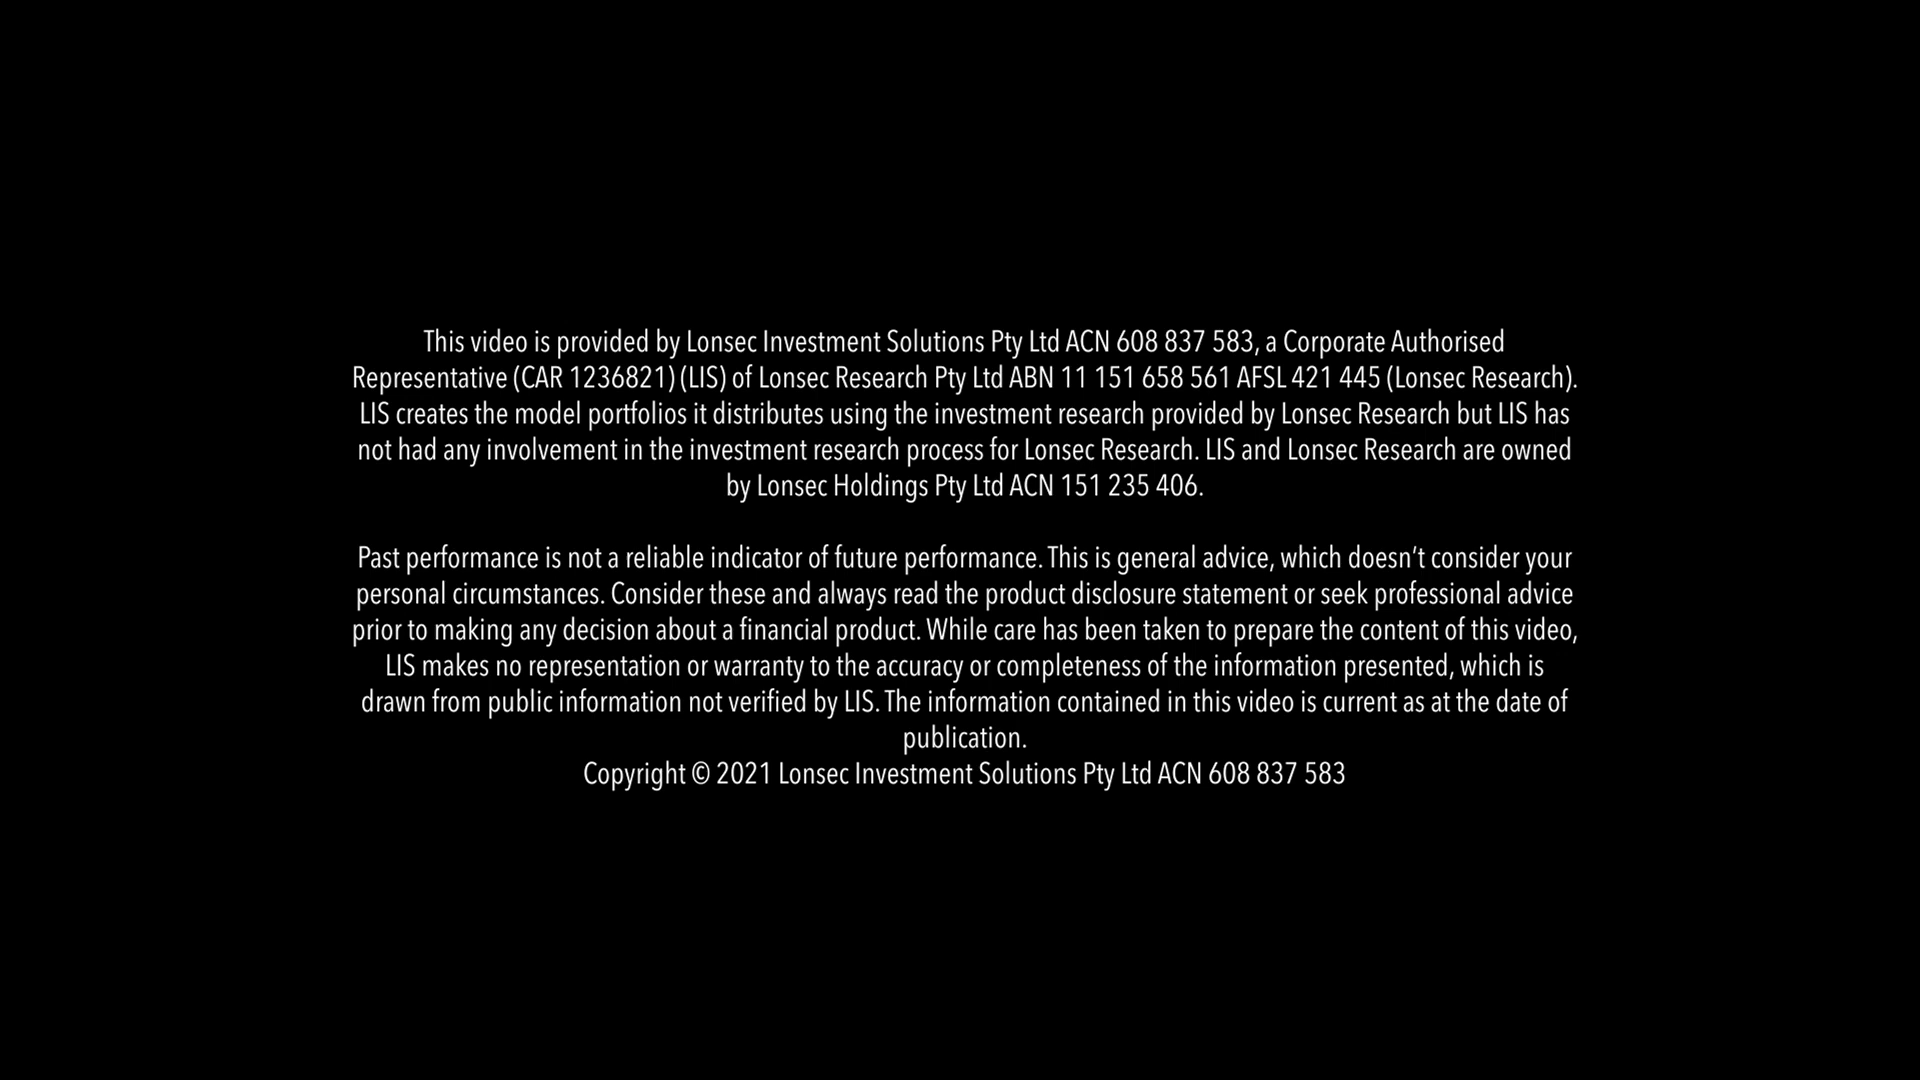 This video is provided by Lonsec Investment Solutions Pty Ltd ACN 608 837 583, a Corporate Authorised
Representative (CAR 1236821) (LIS) of Lonsec Research Pty Ltd ABN 11 151 658 561 AFSL 421 445 (Lonsec Research).
LIS creates the model portfolios it distributes using the investment research provided by Lonsec Research but LIS has
not had any involvement in the investment research process for Lonsec Research. LIS and Lonsec Research are owned
by Lonsec Holdings Pty Ltd ACN 151 235 406.
Past performance is not a reliable indicator of future performance. This is general advice, which doesn’t consider your
personal circumstances. Consider these and always read the product disclosure statement or seek professional advice
prior to making any decision about a financial product. While care has been taken to prepare the content of this video,
LIS makes no representation or warranty to the accuracy or completeness of the information presented, which is
drawn from public information not verified by LIS. The information contained in this video is current as at the date of
publication.
Copyright © 2021 Lonsec Investment Solutions Pty Ltd ACN 608 837 583